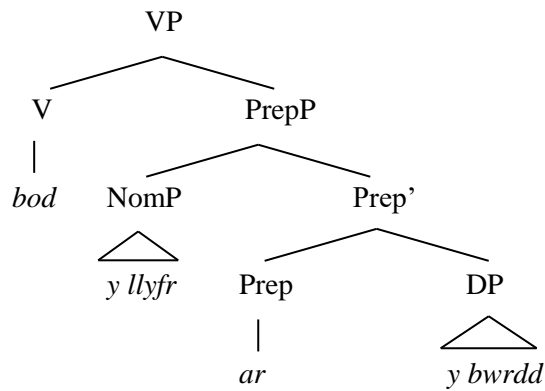 VP
V PrepP
bod NomP Prep’
y llyfr Prep DP
ar y bwrdd